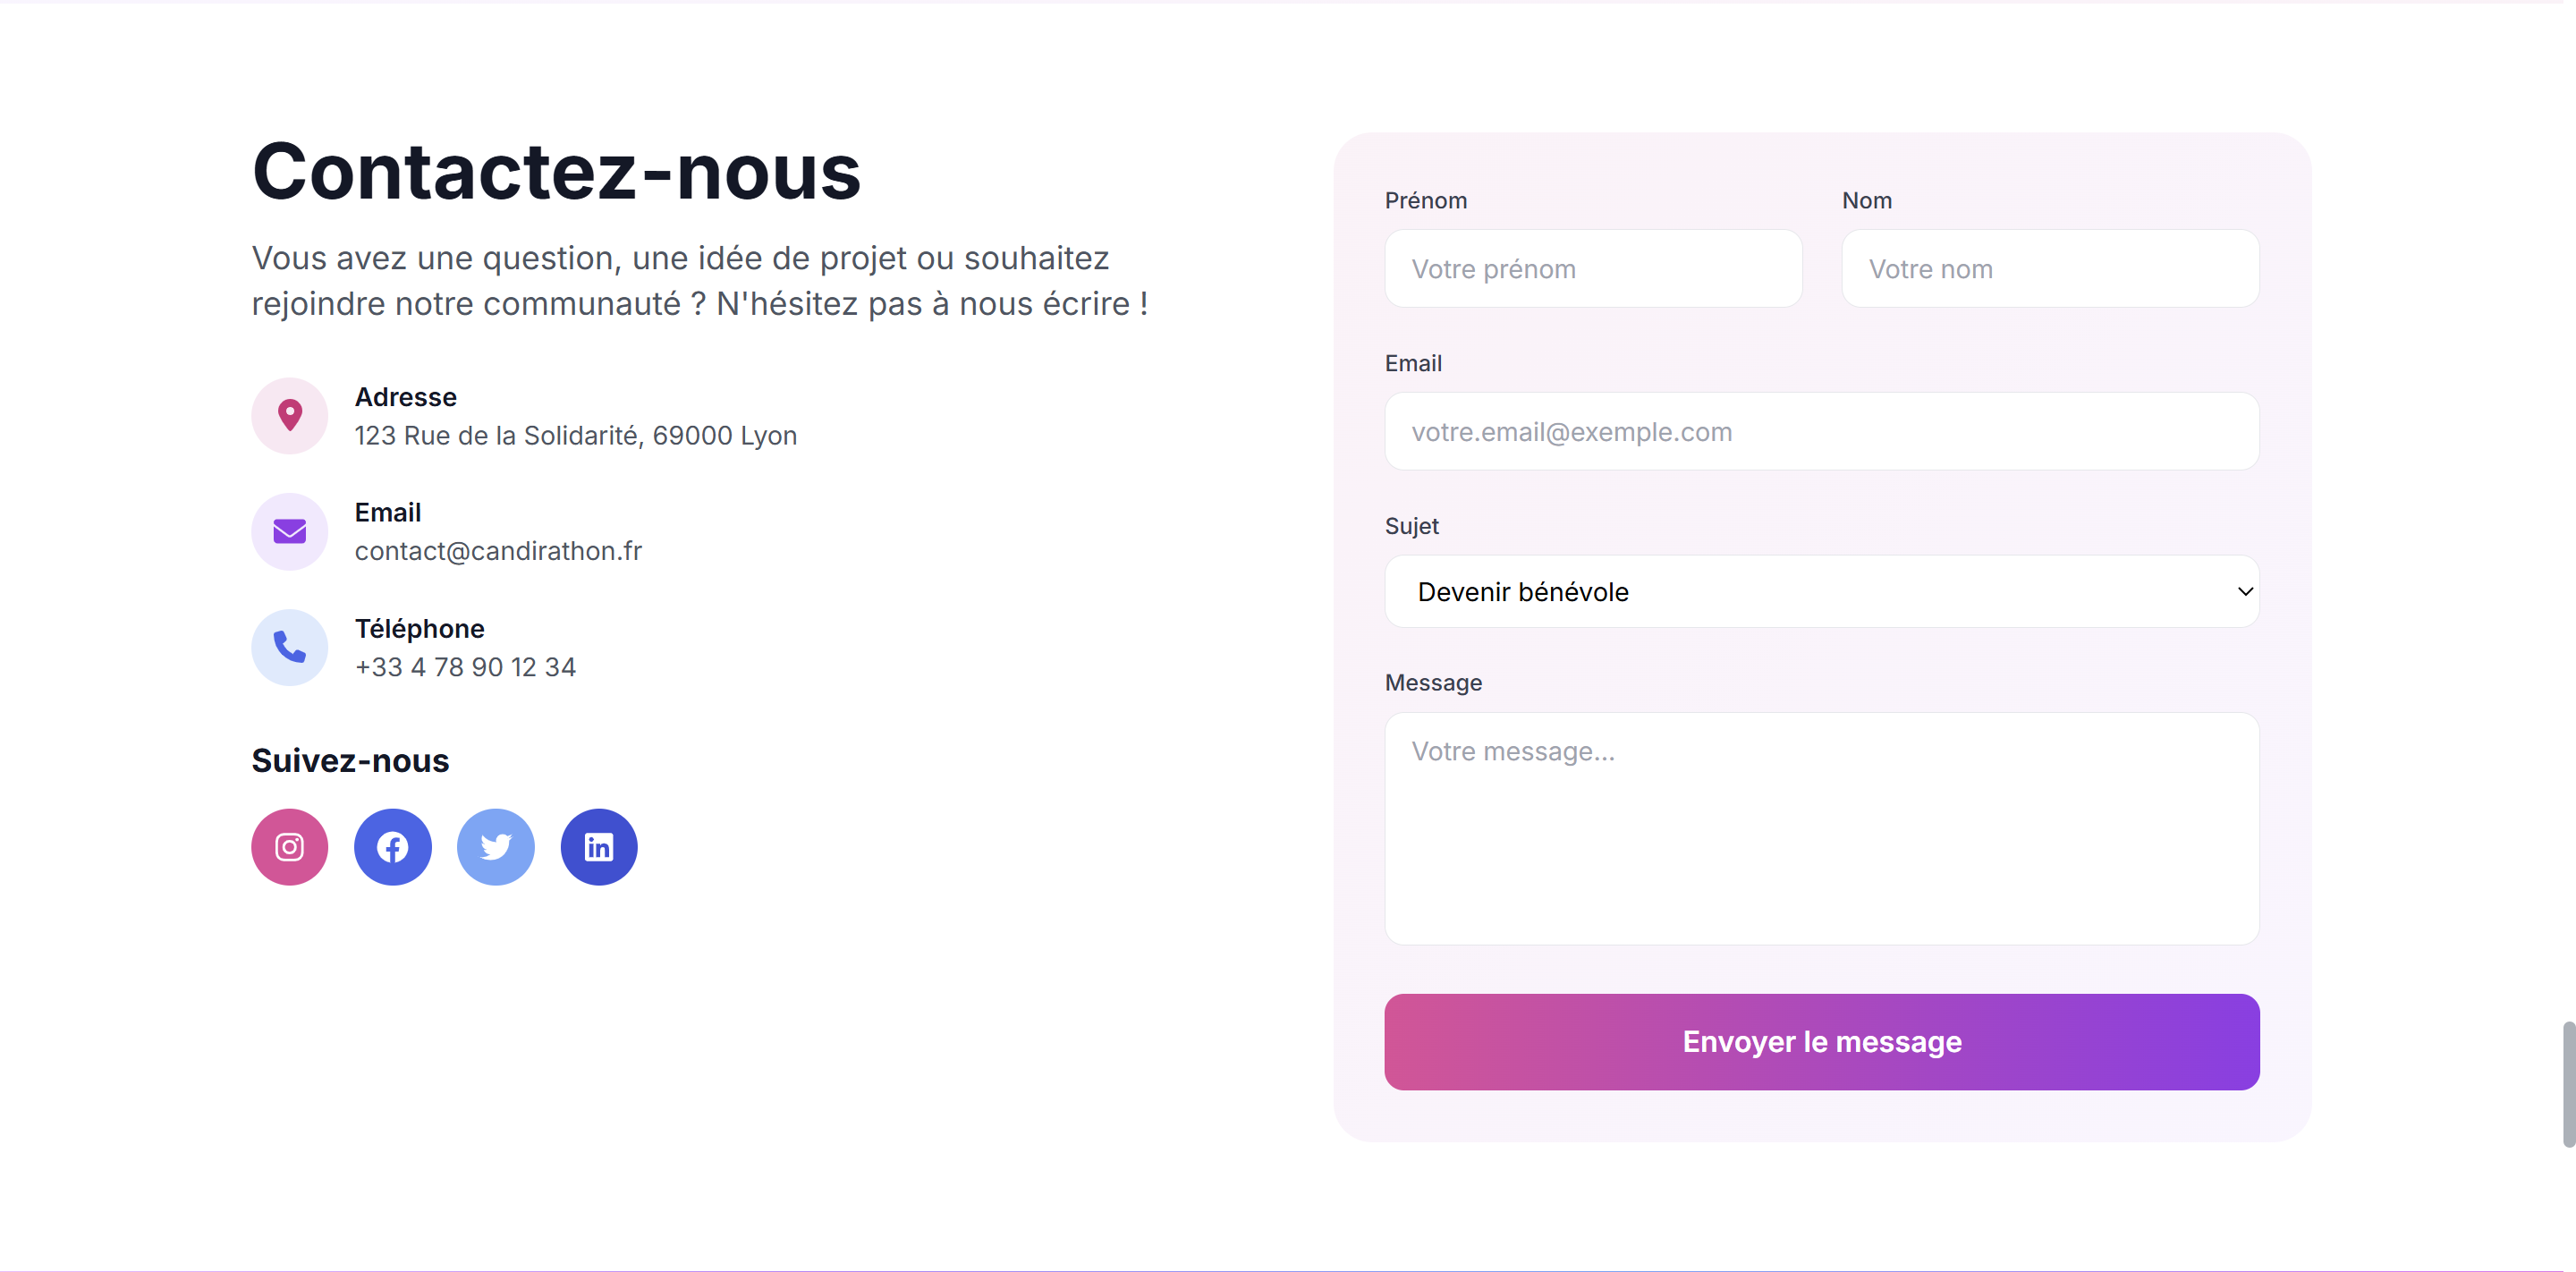 Contactez-nous
Vous avez une question, une idée de projet ou souhaitez
rejoindre notre communauté ? N'hésitez pas à nous écrire !
Adresse
123 Rue de la Solidarité, 69000 Lyon
Email
contact@candirathon.fr
Téléphone
+33 4 78 90 12 34
Suivez-nous
Prénom
Votre prénom
Nom
Votre nom
Email
votre.email@exemple.com
Sujet
Devenir bénévole
Message
Votre message...
Envoyer le message